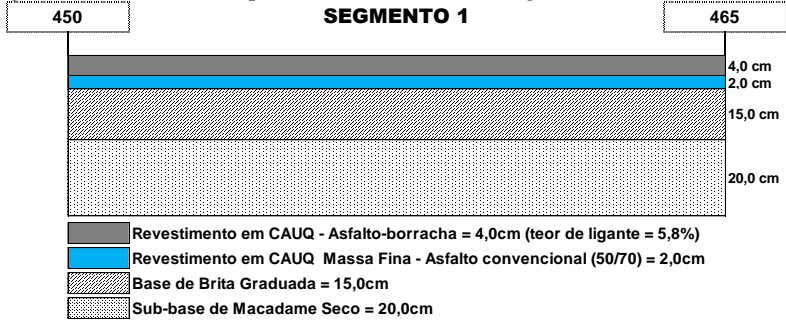 450
SEGMENTO 1
465
4,0 cm
2,0 cm
15,0 cm
20,0 cm
Revestimento em CAUQ - Asfalto-borracha = 4,0cm (teor de ligante = 5,8%)
Revestimento em CAUQ Massa Fina - Asfalto convencional (50/70) = 2,0cm
Base de Brita Graduada = 15,0cm
Sub-base de Macadame Seco = 20,0cm